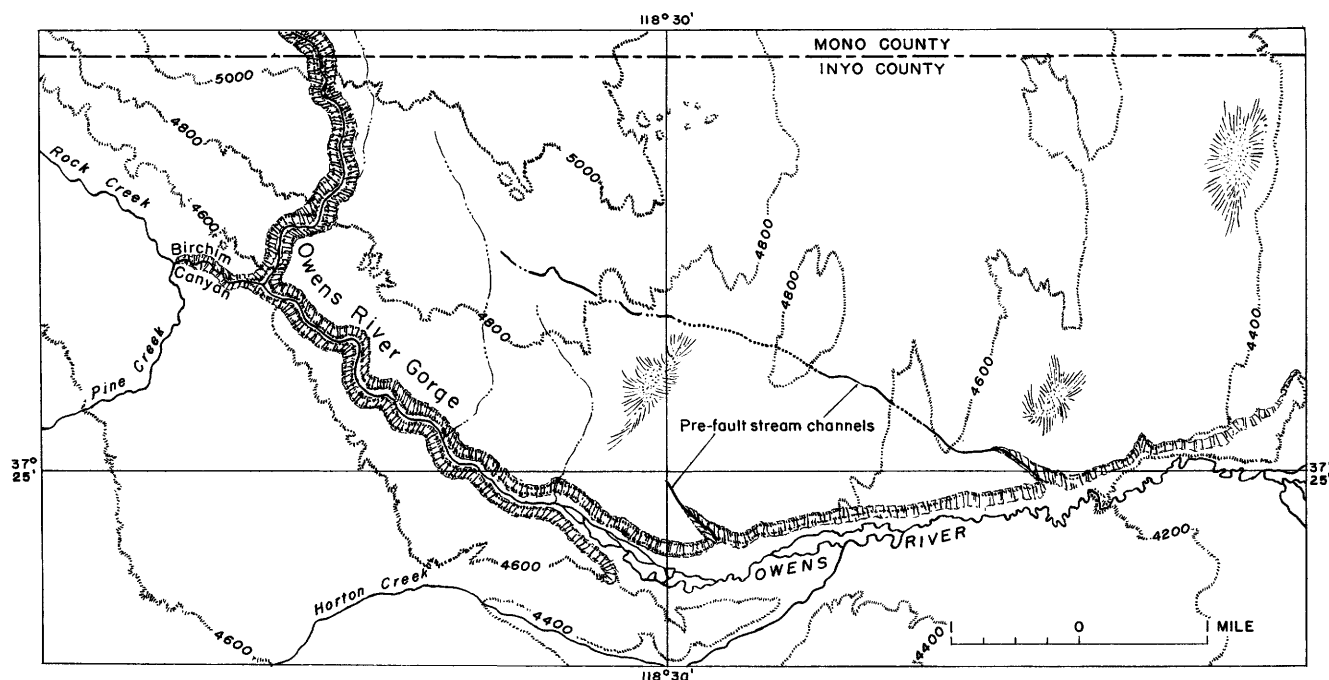 118° 30'
MONO COUNTY
INYO COUNTY
5000
4800
Rock Creek
5000
4600
Birchim
Canyon
Owens River Gorge
4800
4800
4800
4400
Pine Creek
4600
Pre-fault stream channels
37°
25'
37°
25'
OWENS RIVER
4200
4600
Horton Creek
4400
4600
4400
1 0 1 MILE
118° 30'